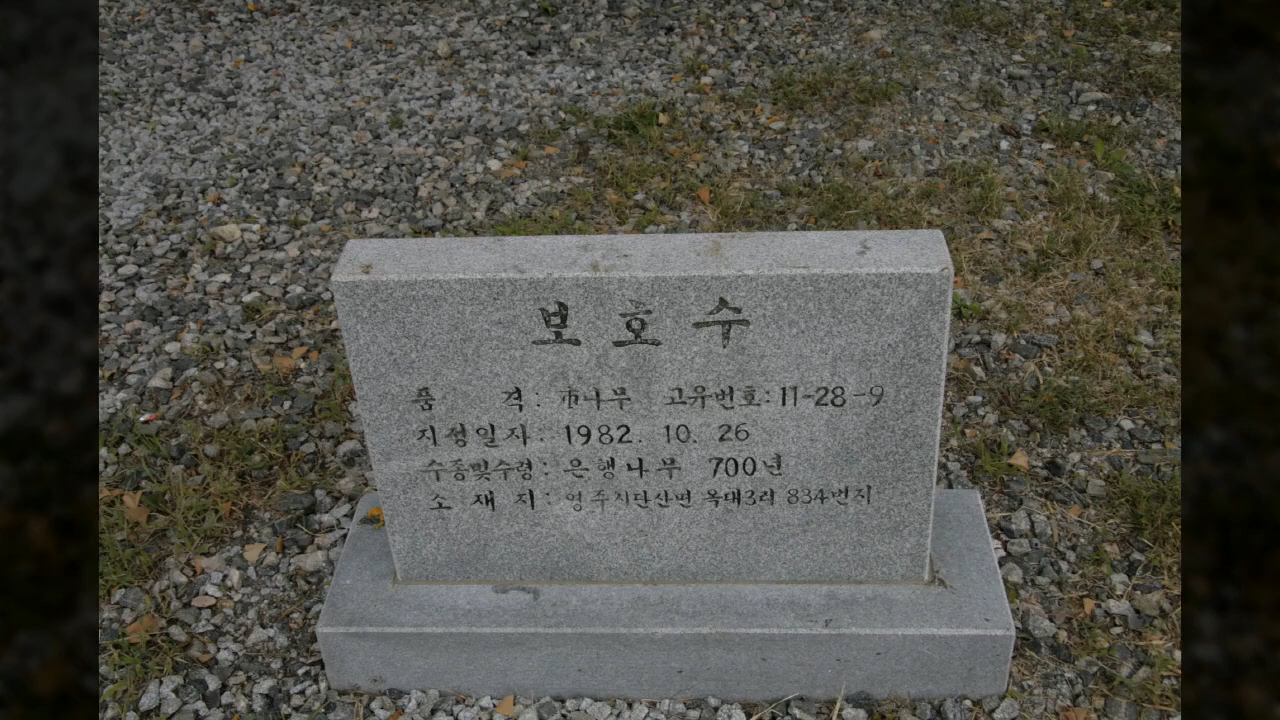 보호수
품 격 : 市나무 고유번호 : 11-28-9
지정일자 : 1982. 10. 26
수종및수령 : 은행나무 700년
소 재 지 : 영주시단산면 옥대3리 834번지